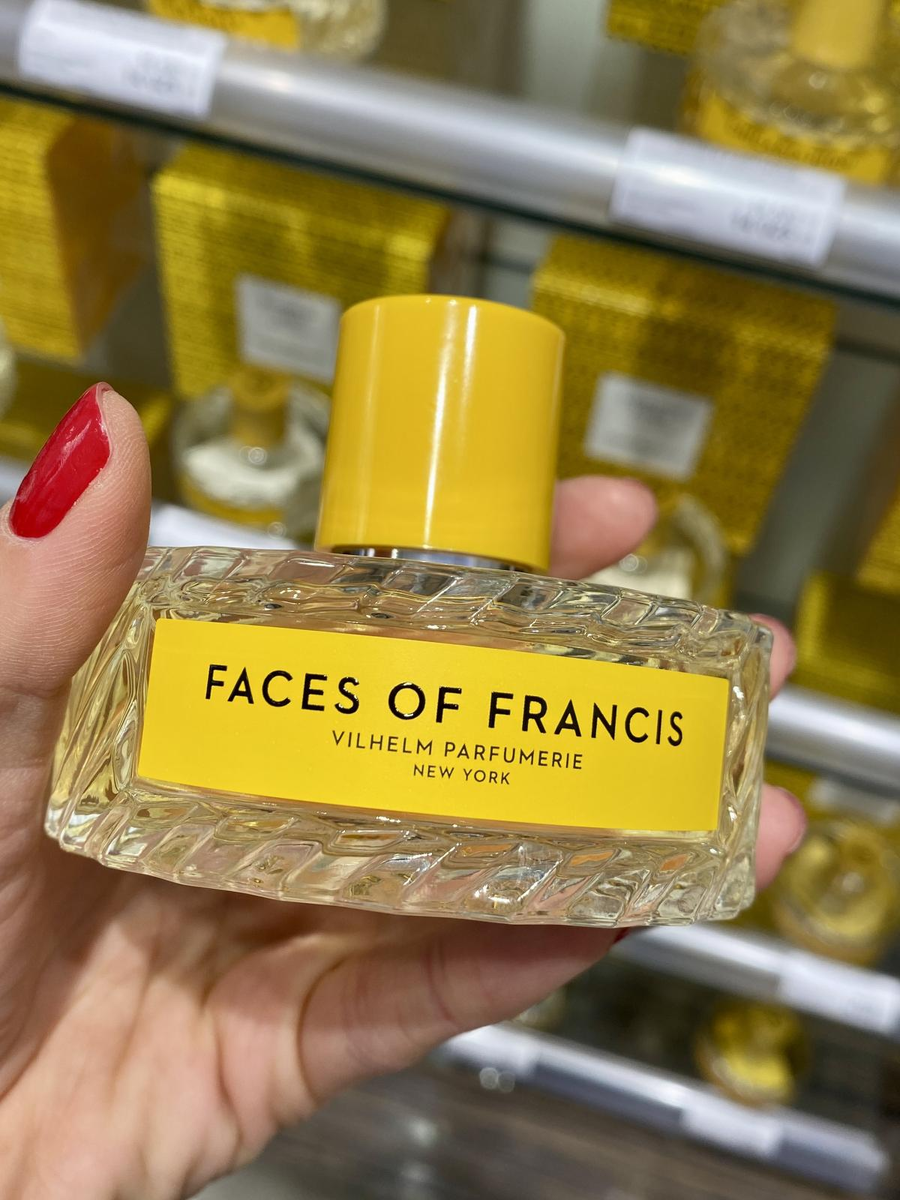 FACES OF FRANCIS
VILHELM PARFUMERIE
NEW YORK